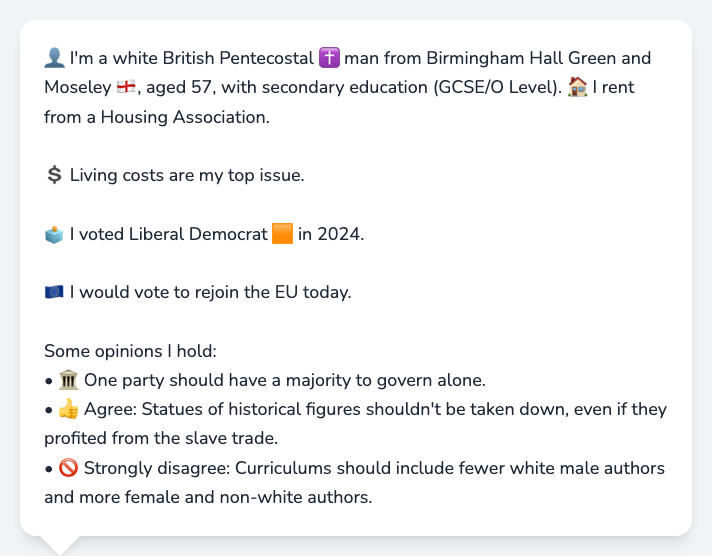 👤 I'm a white British Pentecostal ✝️ man from Birmingham Hall Green and
Moseley 🏴󠁧󠁢󠁥󠁮󠁧󠁿, aged 57, with secondary education (GCSE/O Level). 🏠 I rent
from a Housing Association.
💲 Living costs are my top issue.
🗳️ I voted Liberal Democrat 🟧 in 2024.
🇪🇺 I would vote to rejoin the EU today.
Some opinions I hold:
• 🏛️ One party should have a majority to govern alone.
• 👍 Agree: Statues of historical figures shouldn't be taken down, even if they
profited from the slave trade.
• 🚫 Strongly disagree: Curriculums should include fewer white male authors
and more female and non-white authors.